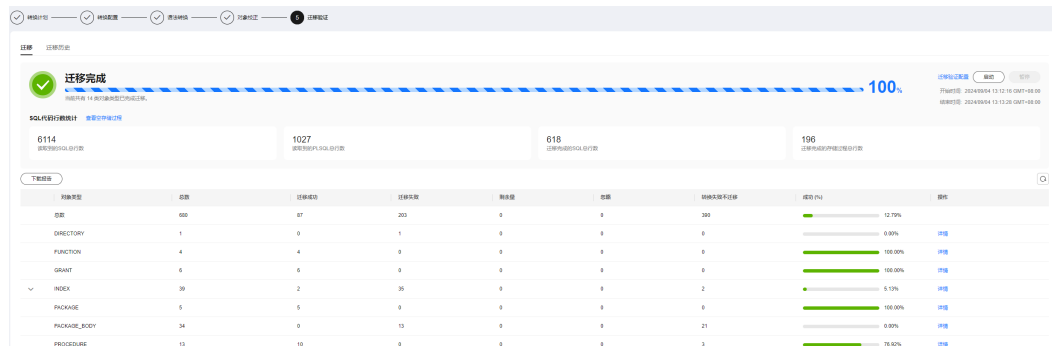 转换计划 转换配置 语法转换 对象校正 5 迁移验证
迁移 迁移历史
迁移完成
当前共有 14 类对象类型已完成迁移。
100%
迁移验证配置 启动 暂停
开始时间: 2024/09/04 13:12:16 GMT+08:00
结束时间: 2024/09/04 13:13:20 GMT+08:00
SQL代码行数统计 查看空存储过程
6114 1027 618 196
读取到的SQL总行数 读取到的PL/SQL总行数 迁移完成的SQL总行数 迁移完成的存储过程总行数
下载报告
对象类型 总数 迁移成功 迁移失败 剩余量 忽略 转换失败不迁移 成功 (%) 操作
总数 680 87 203 0 0 390 12.79%
DIRECTORY 1 0 1 0 0 0 0.00% 详情
FUNCTION 4 4 0 0 0 0 100.00% 详情
GRANT 6 6 0 0 0 0 100.00% 详情
INDEX 39 2 35 0 0 2 5.13% 详情
PACKAGE 5 5 0 0 0 0 100.00% 详情
PACKAGE_BODY 34 0 13 0 0 21 0.00% 详情
PROCEDURE 13 10 0 0 0 3 76.92% 详情